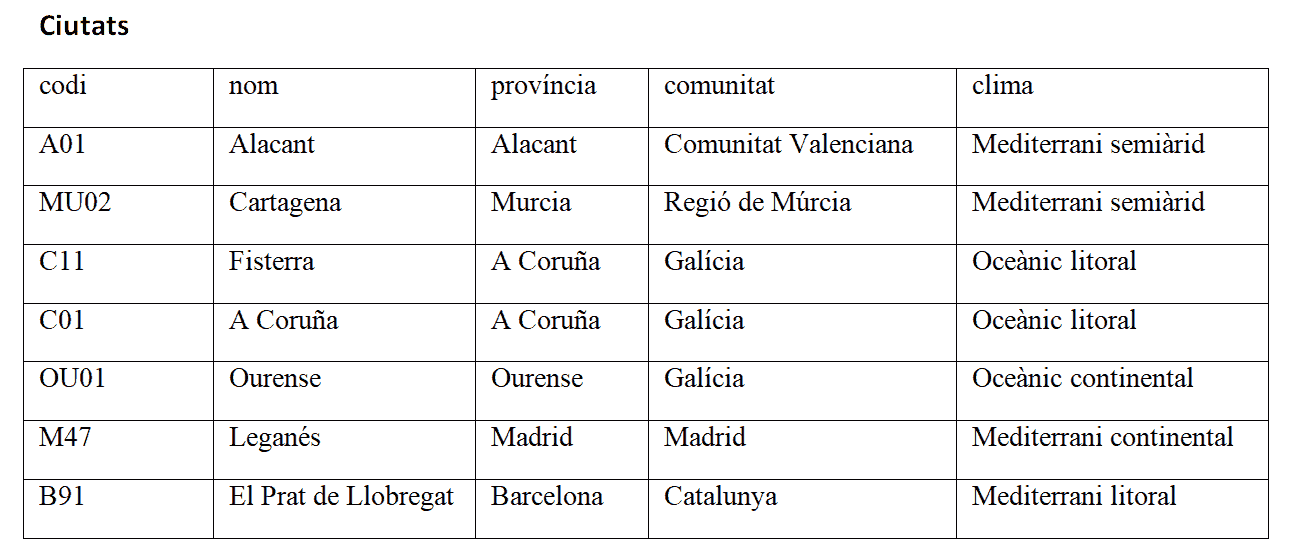 Ciutats
codi nom província comunitat clima
A01 Alacant Alacant Comunitat Valenciana Mediterrani semiàrid
MU02 Cartagena Murcia Regió de Múrcia Mediterrani semiàrid
C11 Fisterra A Coruña Galícia Oceànic litoral
C01 A Coruña A Coruña Galícia Oceànic litoral
OU01 Ourense Ourense Galícia Oceànic continental
M47 Leganés Madrid Madrid Mediterrani continental
B91 El Prat de Llobregat Barcelona Catalunya Mediterrani litoral